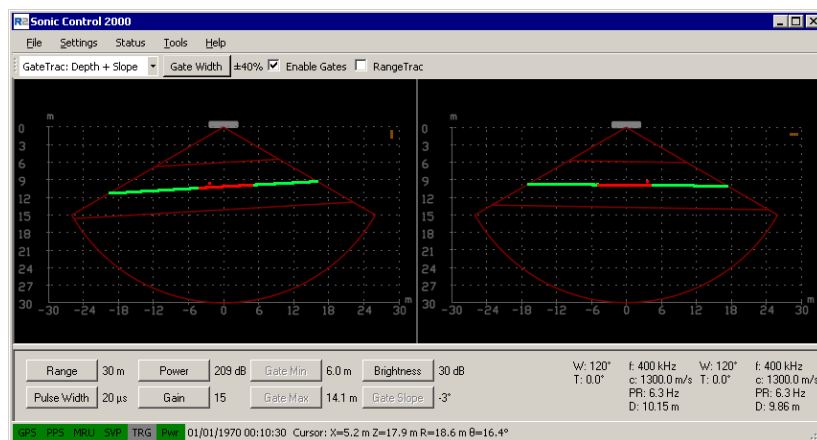 R2 Sonic Control 2000
File Settings Status Tools Help
GateTrac: Depth + Slope Gate Width ±40% Enable Gates RangeTrac
m m
0 0
3 3
6 6
9 9
12 12
15 15
18 18
21 21
24 24
27 27
30 m 30 m
-30 -24 -18 -12 -6 0 6 12 18 24 30 -30 -24 -18 -12 -6 0 6 12 18 24 30
Range 30 m Power 209 dB Gate Min 6.0 m Brightness 30 dB
Pulse Width 20 µs Gain 15 Gate Max 14.1 m Gate Slope -3°
W: 120° f: 400 kHz W: 120° f: 400 kHz
T: 0.0° c: 1300.0 m/s T: 0.0° c: 1300.0 m/s
PR: 6.3 Hz PR: 6.3 Hz
D: 10.15 m D: 9.86 m
GPS PPS MRU SVP TRG Pwr 01/01/1970 00:10:30 Cursor: X=5.2 m Z=17.9 m R=18.6 m θ=16.4°